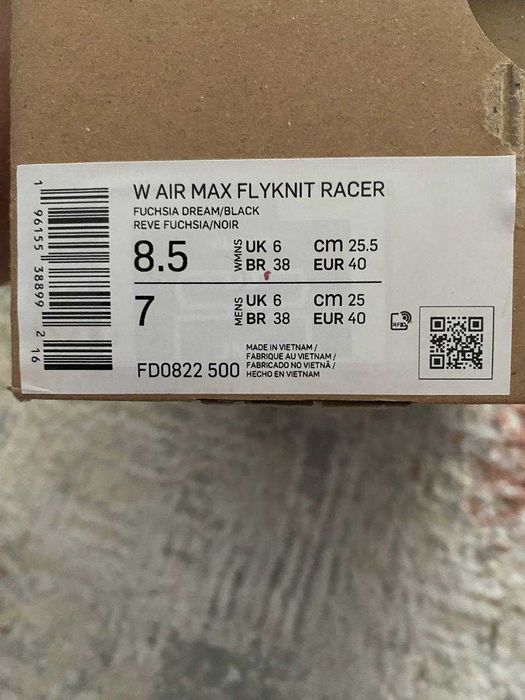 W AIR MAX FLYKNIT RACER
FUCHSIA DREAM/BLACK
REVE FUCHSIA/NOIR
8.5 WMNS UK 6 cm 25.5
BR 38 EUR 40
7 MENS UK 6 cm 25
BR 38 EUR 40
RFID
FD0822 500
MADE IN VIETNAM /
FABRIQUE AU VIETNAM /
FABRICADO NO VIETNÃ /
HECHO EN VIETNAM
1 96155 38899 2 16